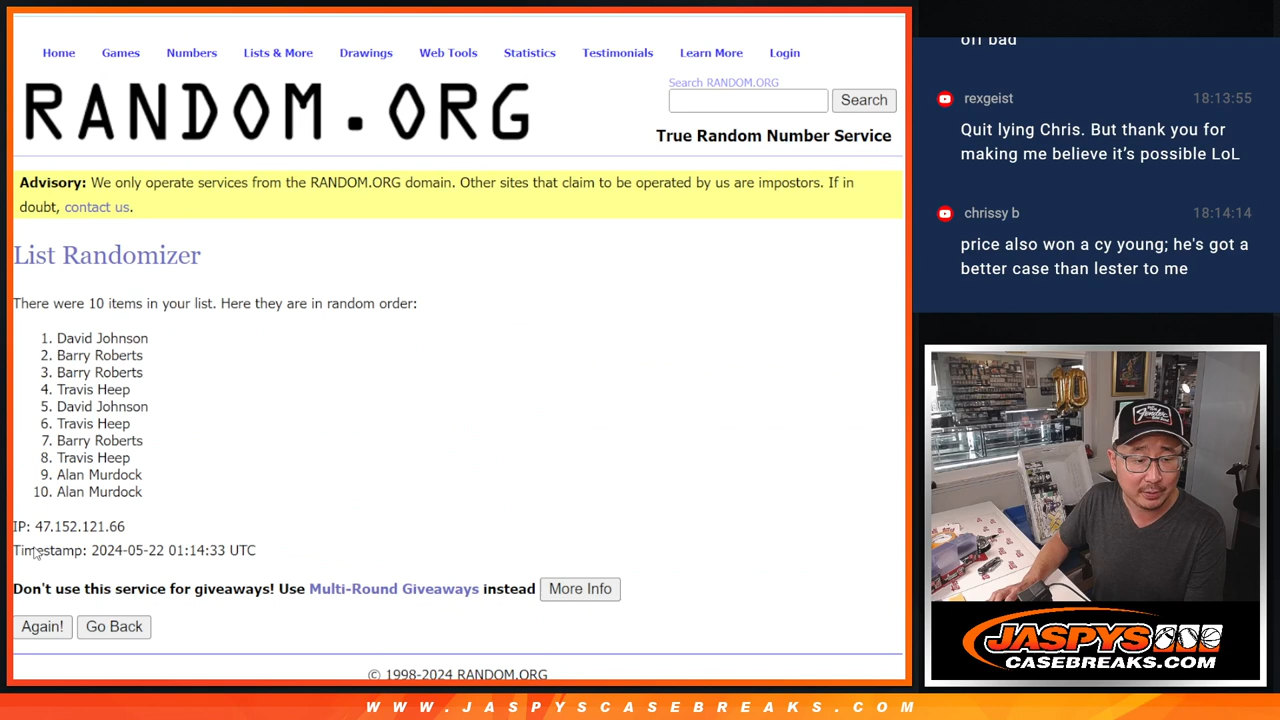 Home Games Numbers Lists & More Drawings Web Tools Statistics Testimonials Learn More Login
RANDOM.ORG
Search RANDOM.ORG
Search
True Random Number Service
Advisory: We only operate services from the RANDOM.ORG domain. Other sites that claim to be operated by us are impostors. If in
doubt, contact us.
List Randomizer
There were 10 items in your list. Here they are in random order:
1. David Johnson
2. Barry Roberts
3. Barry Roberts
4. Travis Heep
5. David Johnson
6. Travis Heep
7. Barry Roberts
8. Travis Heep
9. Alan Murdock
10. Alan Murdock
IP: 47.152.121.66
Timestamp: 2024-05-22 01:14:33 UTC
Don't use this service for giveaways! Use Multi-Round Giveaways instead More Info
Again! Go Back
© 1998-2024 RANDOM.ORG
off bad
rexgeist 18:13:55
Quit lying Chris. But thank you for
making me believe it's possible LoL
chrissy b 18:14:14
price also won a cy young; he's got a
better case than lester to me
10
Fender
JASPYS
CASEBREAKS.COM
WWW.JASPYSCASEBREAKS.COM